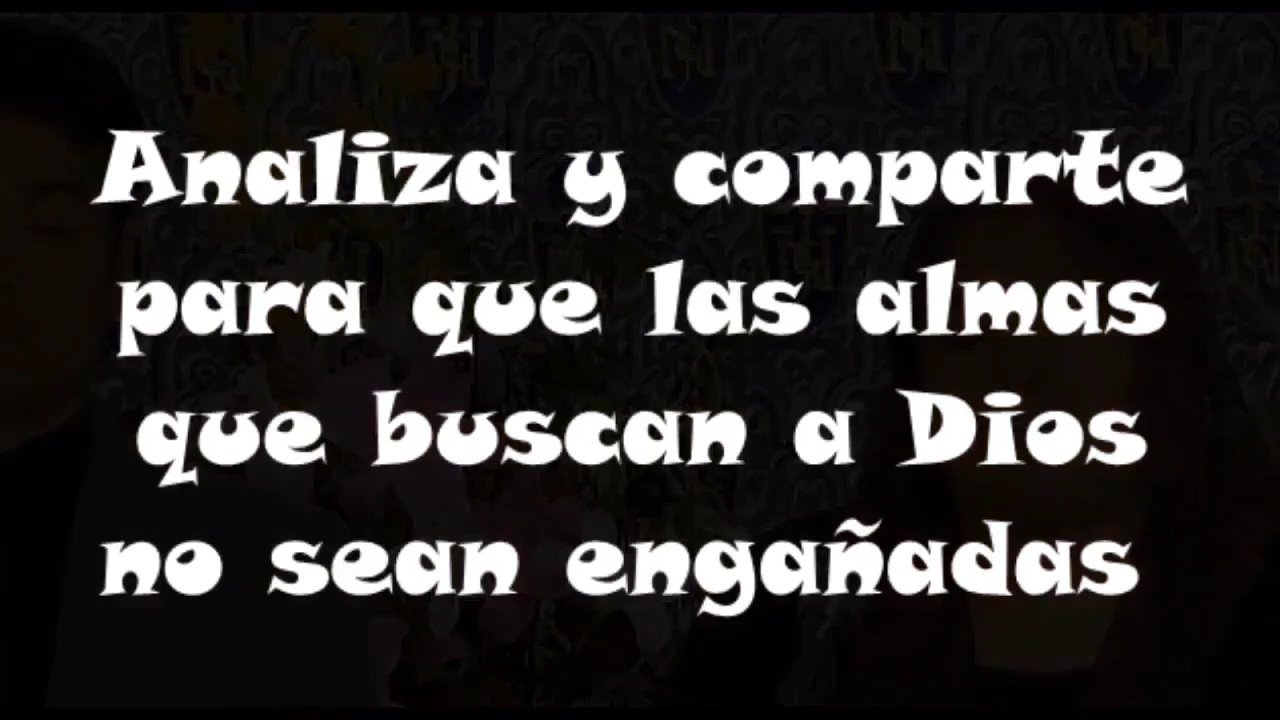 Analiza y comparte
para que las almas
que buscan a Dios
no sean engañadas